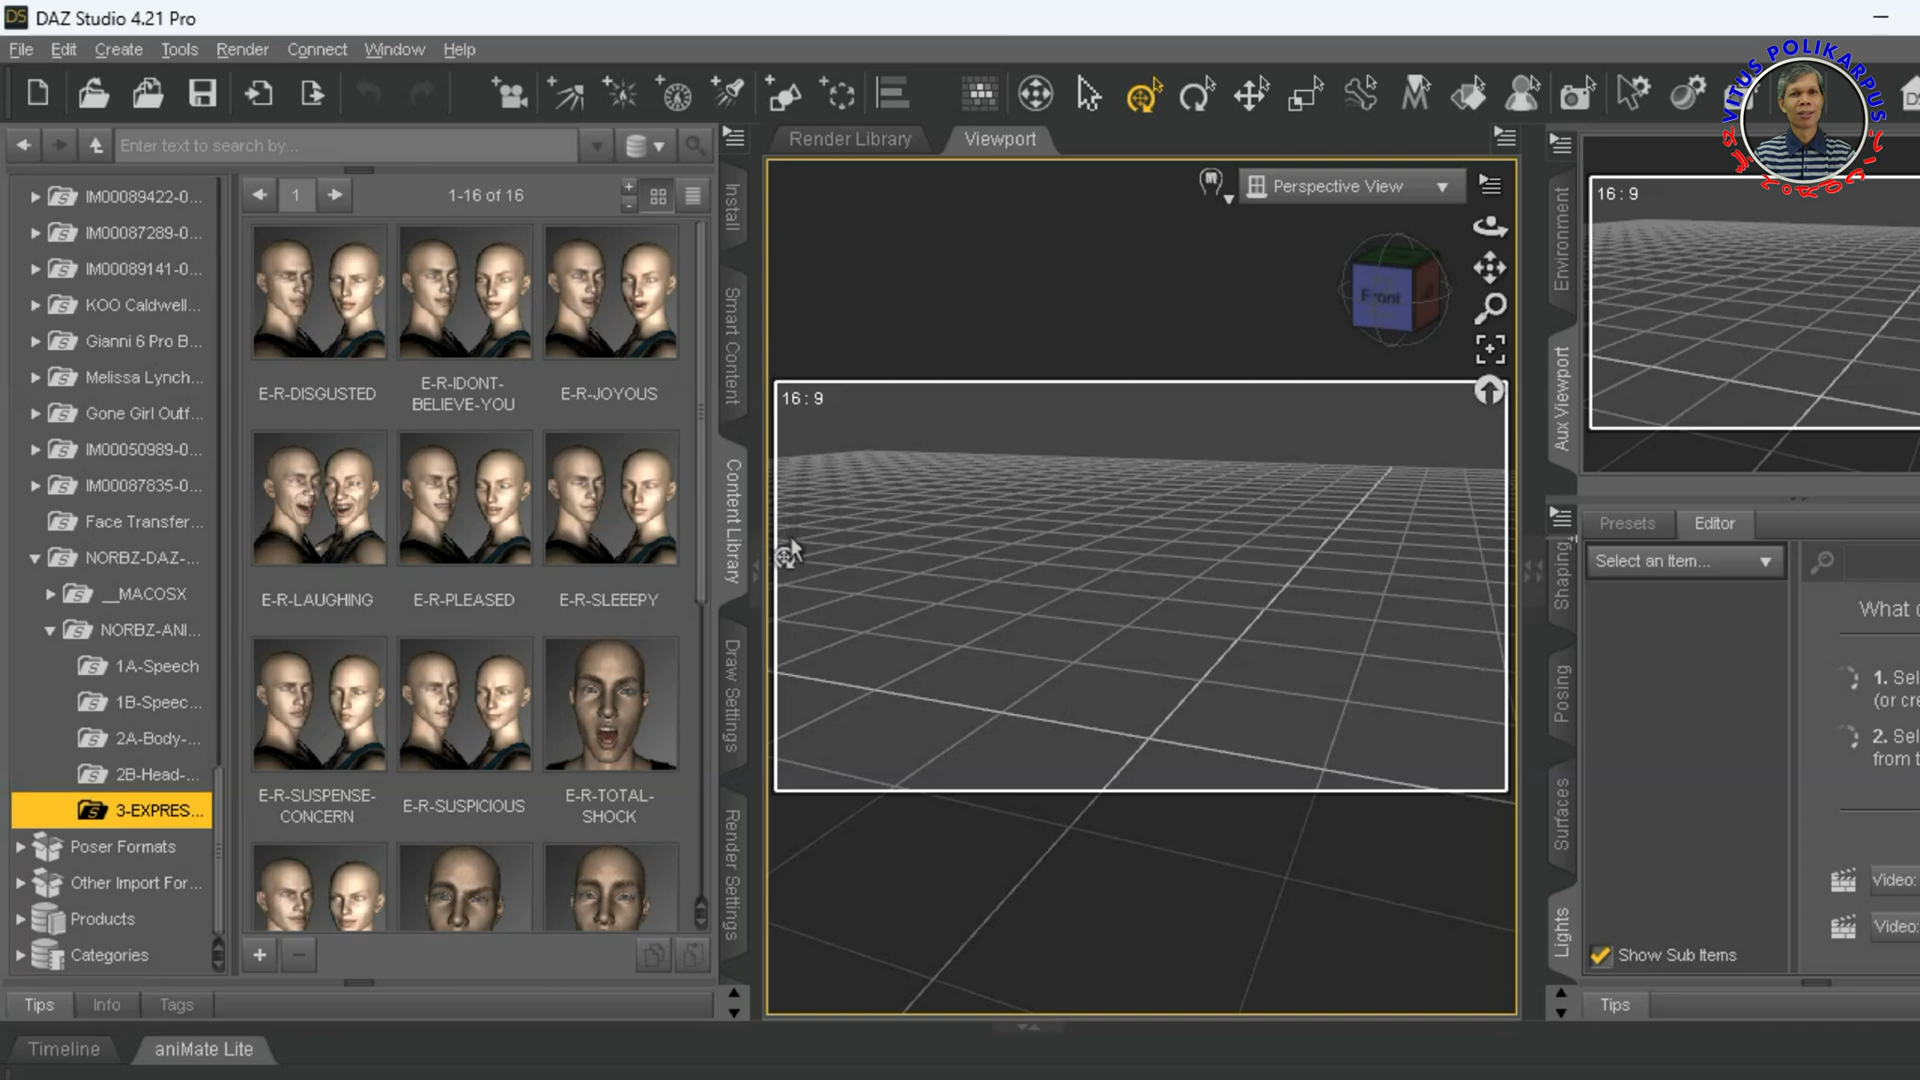 DAZ Studio 4.21 Pro
File Edit Create Tools Render Connect Window Help
VITUS POLIKARPUS
Enter text to search by...
Render Library
Viewport
1
1-16 of 16
Perspective View
Front
16 : 9
16 : 9
IM00089422-0...
IM00087289-0...
IM00089141-0...
KOO Caldwell...
Gianni 6 Pro B...
Melissa Lynch...
Gone Girl Outf...
IM00050989-0...
IM00087835-0...
Face Transfer...
NORBZ-DAZ-...
__MACOSX
NORBZ-ANI...
1A-Speech
1B-Speec...
2A-Body-...
2B-Head-...
3-EXPRES...
Poser Formats
Other Import For...
Products
Categories
E-R-DISGUSTED
E-R-IDONT-
BELIEVE-YOU
E-R-JOYOUS
E-R-LAUGHING
E-R-PLEASED
E-R-SLEEEPY
E-R-SUSPENSE-
CONCERN
E-R-SUSPICIOUS
E-R-TOTAL-
SHOCK
Install
Smart Content
Content Library
Draw Settings
Render Settings
Environment
Aux Viewport
Shaping
Posing
Surfaces
Lights
Presets
Editor
Select an Item...
What
1. Sel
(or cre
2. Sel
from t
Video:
Video:
Show Sub Items
Tips
Info
Tags
Tips
Timeline
aniMate Lite